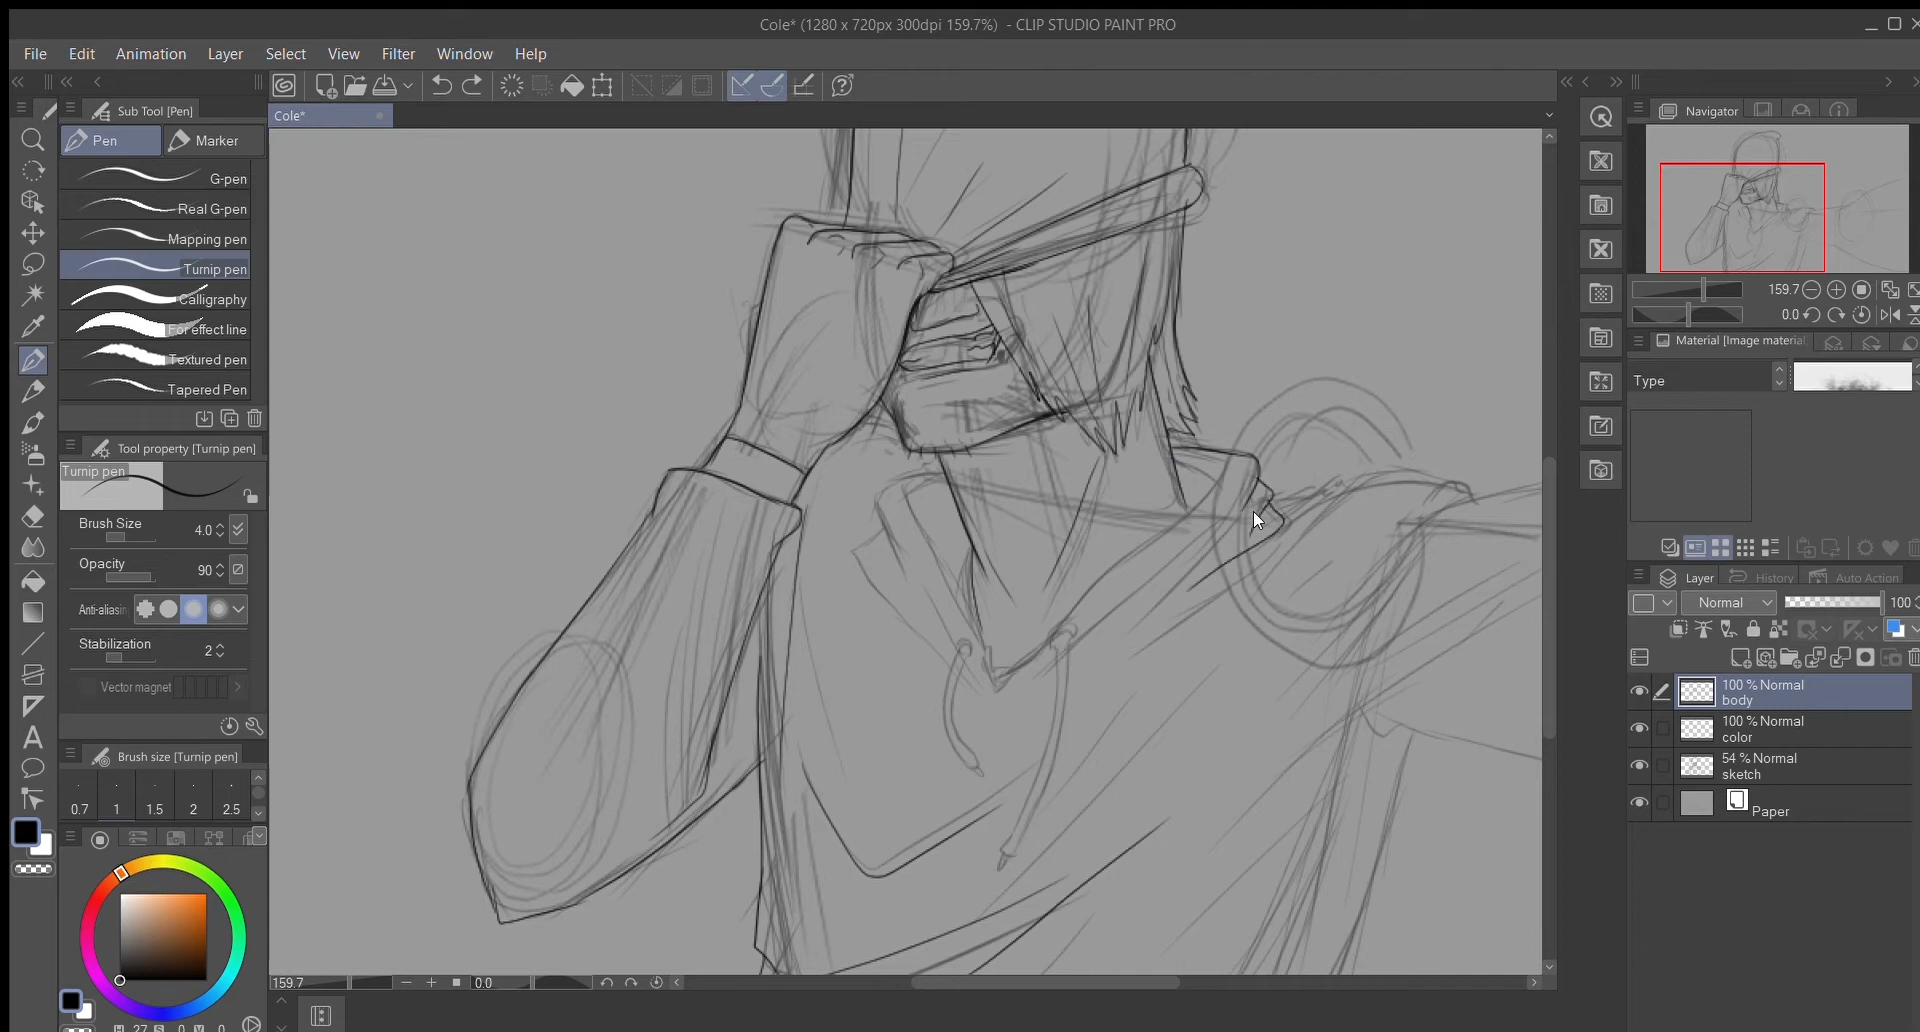 Cole* (1280 x 720px 300dpi 159.7%) - CLIP STUDIO PAINT PRO
File Edit Animation Layer Select View Filter Window Help
Sub Tool [Pen]
Pen
Marker
G-pen
Real G-pen
Mapping pen
Turnip pen
Calligraphy
For effect line
Textured pen
Tapered Pen
Tool property [Turnip pen]
Turnip pen
Brush Size 4.0
Opacity 90
Anti-aliasin
Stabilization 2
Vector magnet
Brush size [Turnip pen]
0.7 1 1.5 2 2.5
H 27 S 0 V 0
Cole*
159.7
0.0
Navigator
159.7
0.0
Material [Image material
Type
Layer History Auto Action
Normal 100
100 % Normal
body
100 % Normal
color
54 % Normal
sketch
Paper
A